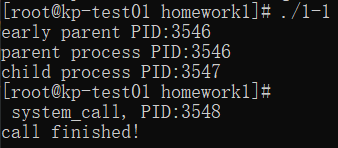 [root@kp-test01 homework1]# ./1-1
early parent PID:3546
parent process PID:3546
child process PID:3547
[root@kp-test01 homework1]#
system_call, PID:3548
call finished!